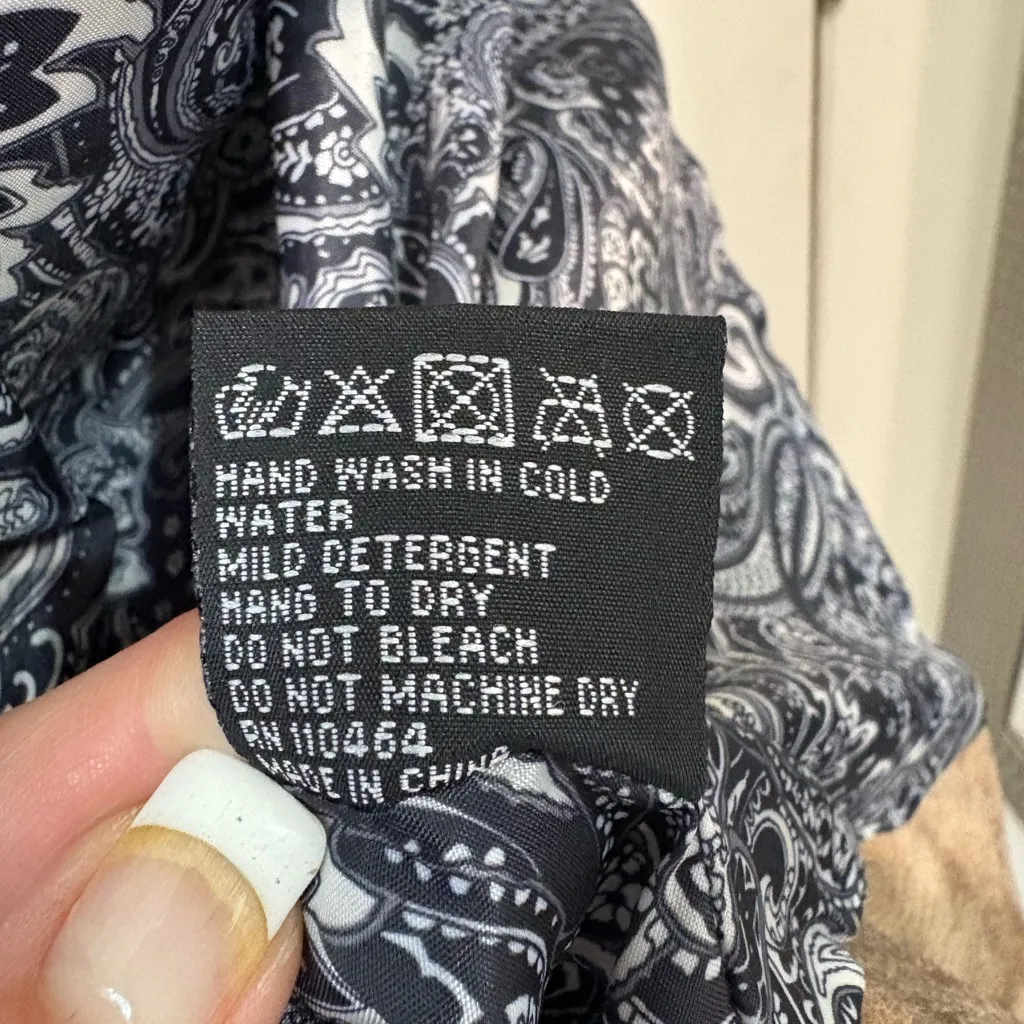 HAND WASH IN COLD
WATER
MILD DETERGENT
HANG TO DRY
DO NOT BLEACH
DO NOT MACHINE DRY
RN 110464
MADE IN CHINA